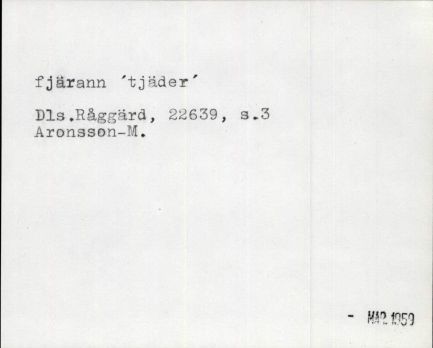 fjärann ´tjäder´
Dls.Råggärd, 22639, s.3
Aronsson-M.
- MAR 1959